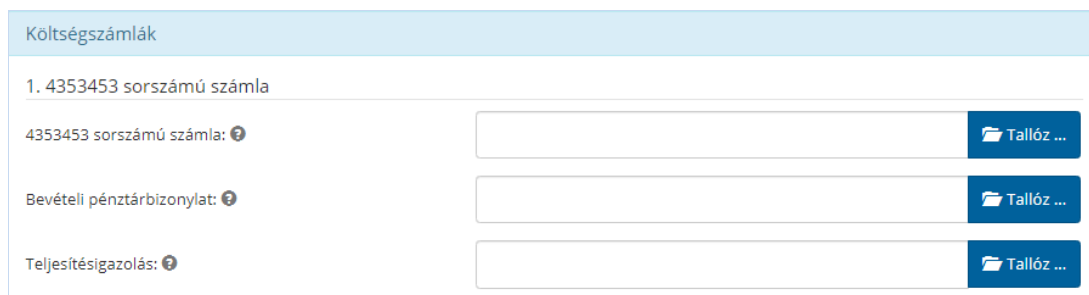 Költségszámlák
1. 4353453 sorszámú számla
4353453 sorszámú számla:
Tallóz ...
Bevételi pénztárbizonylat:
Tallóz ...
Teljesítésigazolás:
Tallóz ...